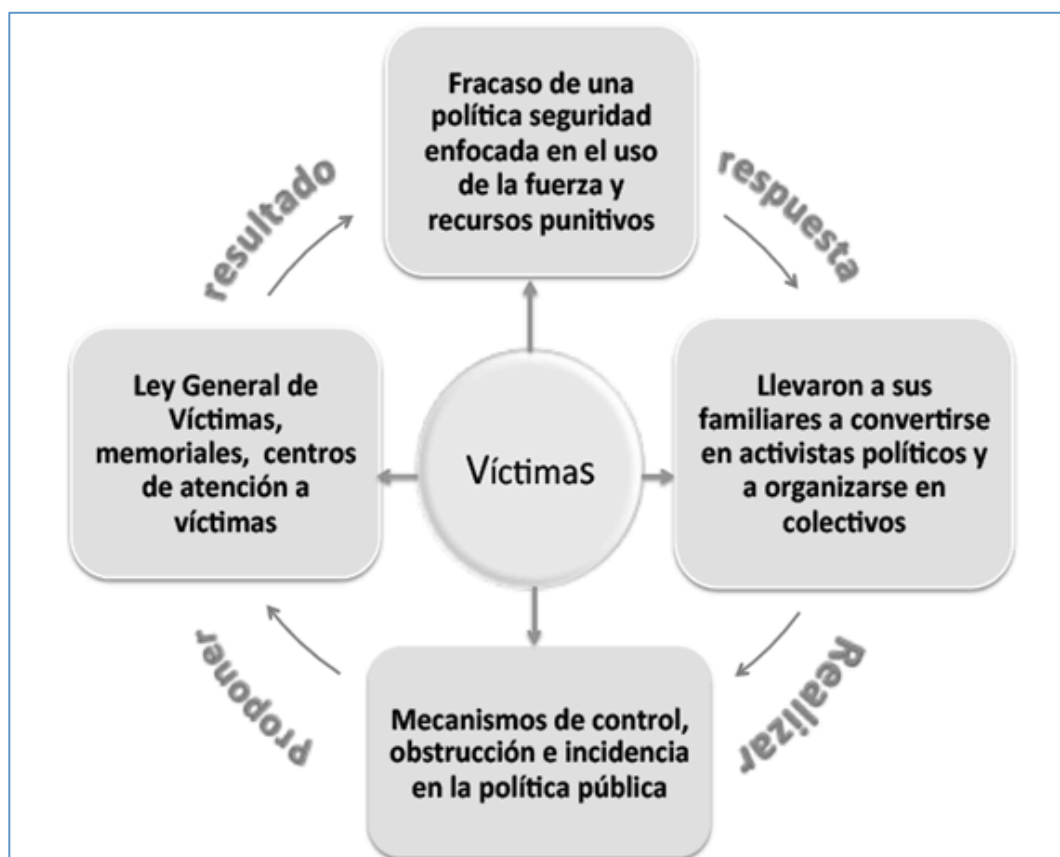 Fracaso de una
política seguridad
enfocada en el uso
de la fuerza y
recursos punitivos
respuesta
Llevaron a sus
familiares a convertirse
en activistas políticos y
a organizarse en
colectivos
Realizar
Mecanismos de control,
obstrucción e incidencia
en la política pública
Proponer
Ley General de
Víctimas,
memoriales, centros
de atención a
víctimas
resultado
Víctimas